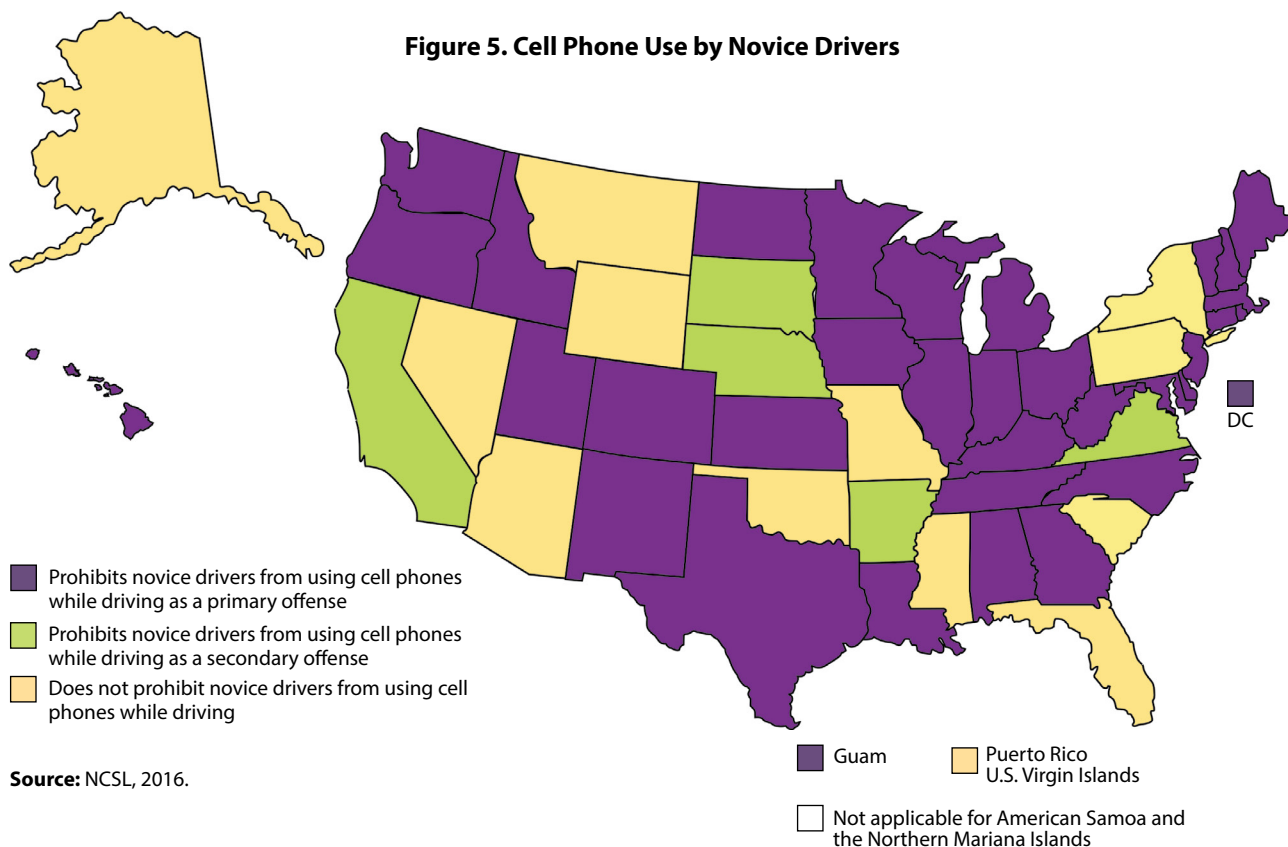 Figure 5. Cell Phone Use by Novice Drivers
DC
Prohibits novice drivers from using cell phones
while driving as a primary offense
Prohibits novice drivers from using cell phones
while driving as a secondary offense
Does not prohibit novice drivers from using cell
phones while driving
Source: NCSL, 2016.
Guam
Puerto Rico
U.S. Virgin Islands
Not applicable for American Samoa and
the Northern Mariana Islands